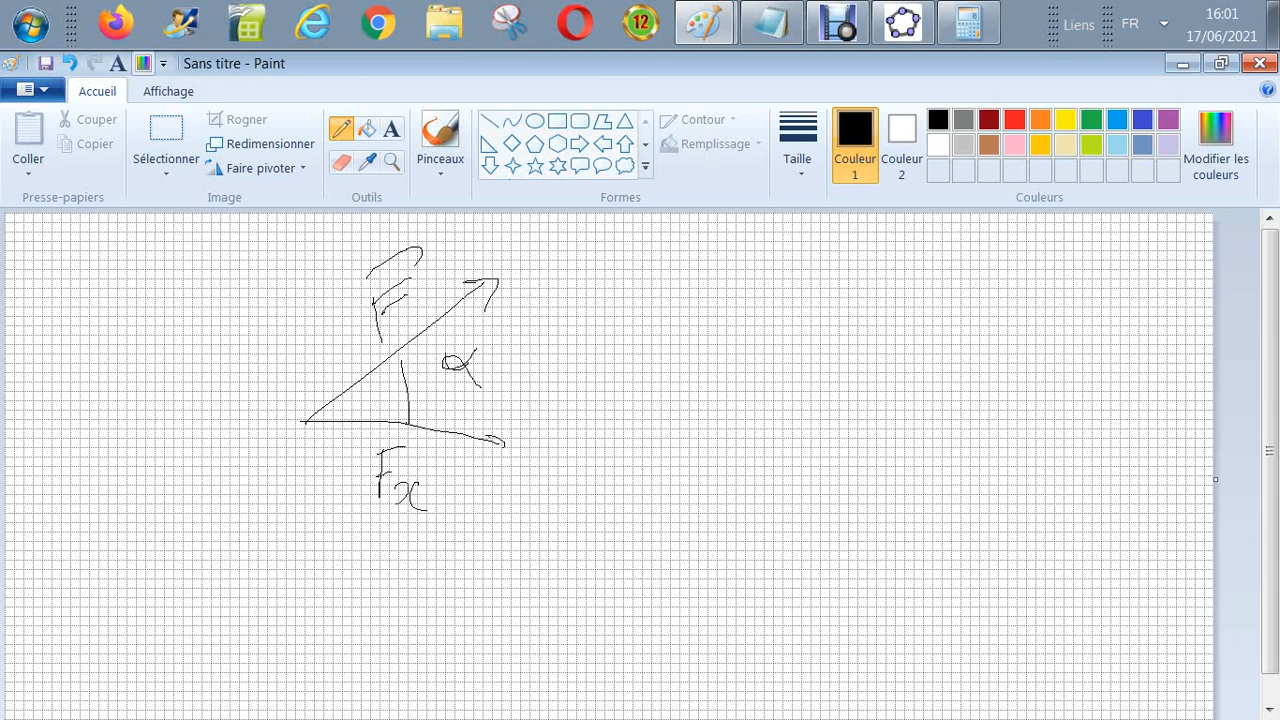 12
Liens
FR
16:01
17/06/2021
Sans titre - Paint
Accueil
Affichage
Coller
Couper
Copier
Presse-papiers
Sélectionner
Rogner
Redimensionner
Faire pivoter
Image
A
Outils
Pinceaux
Contour
Remplissage
Formes
Taille
Couleur 1
Couleur 2
Modifier les couleurs
Couleurs
F
α
Fx